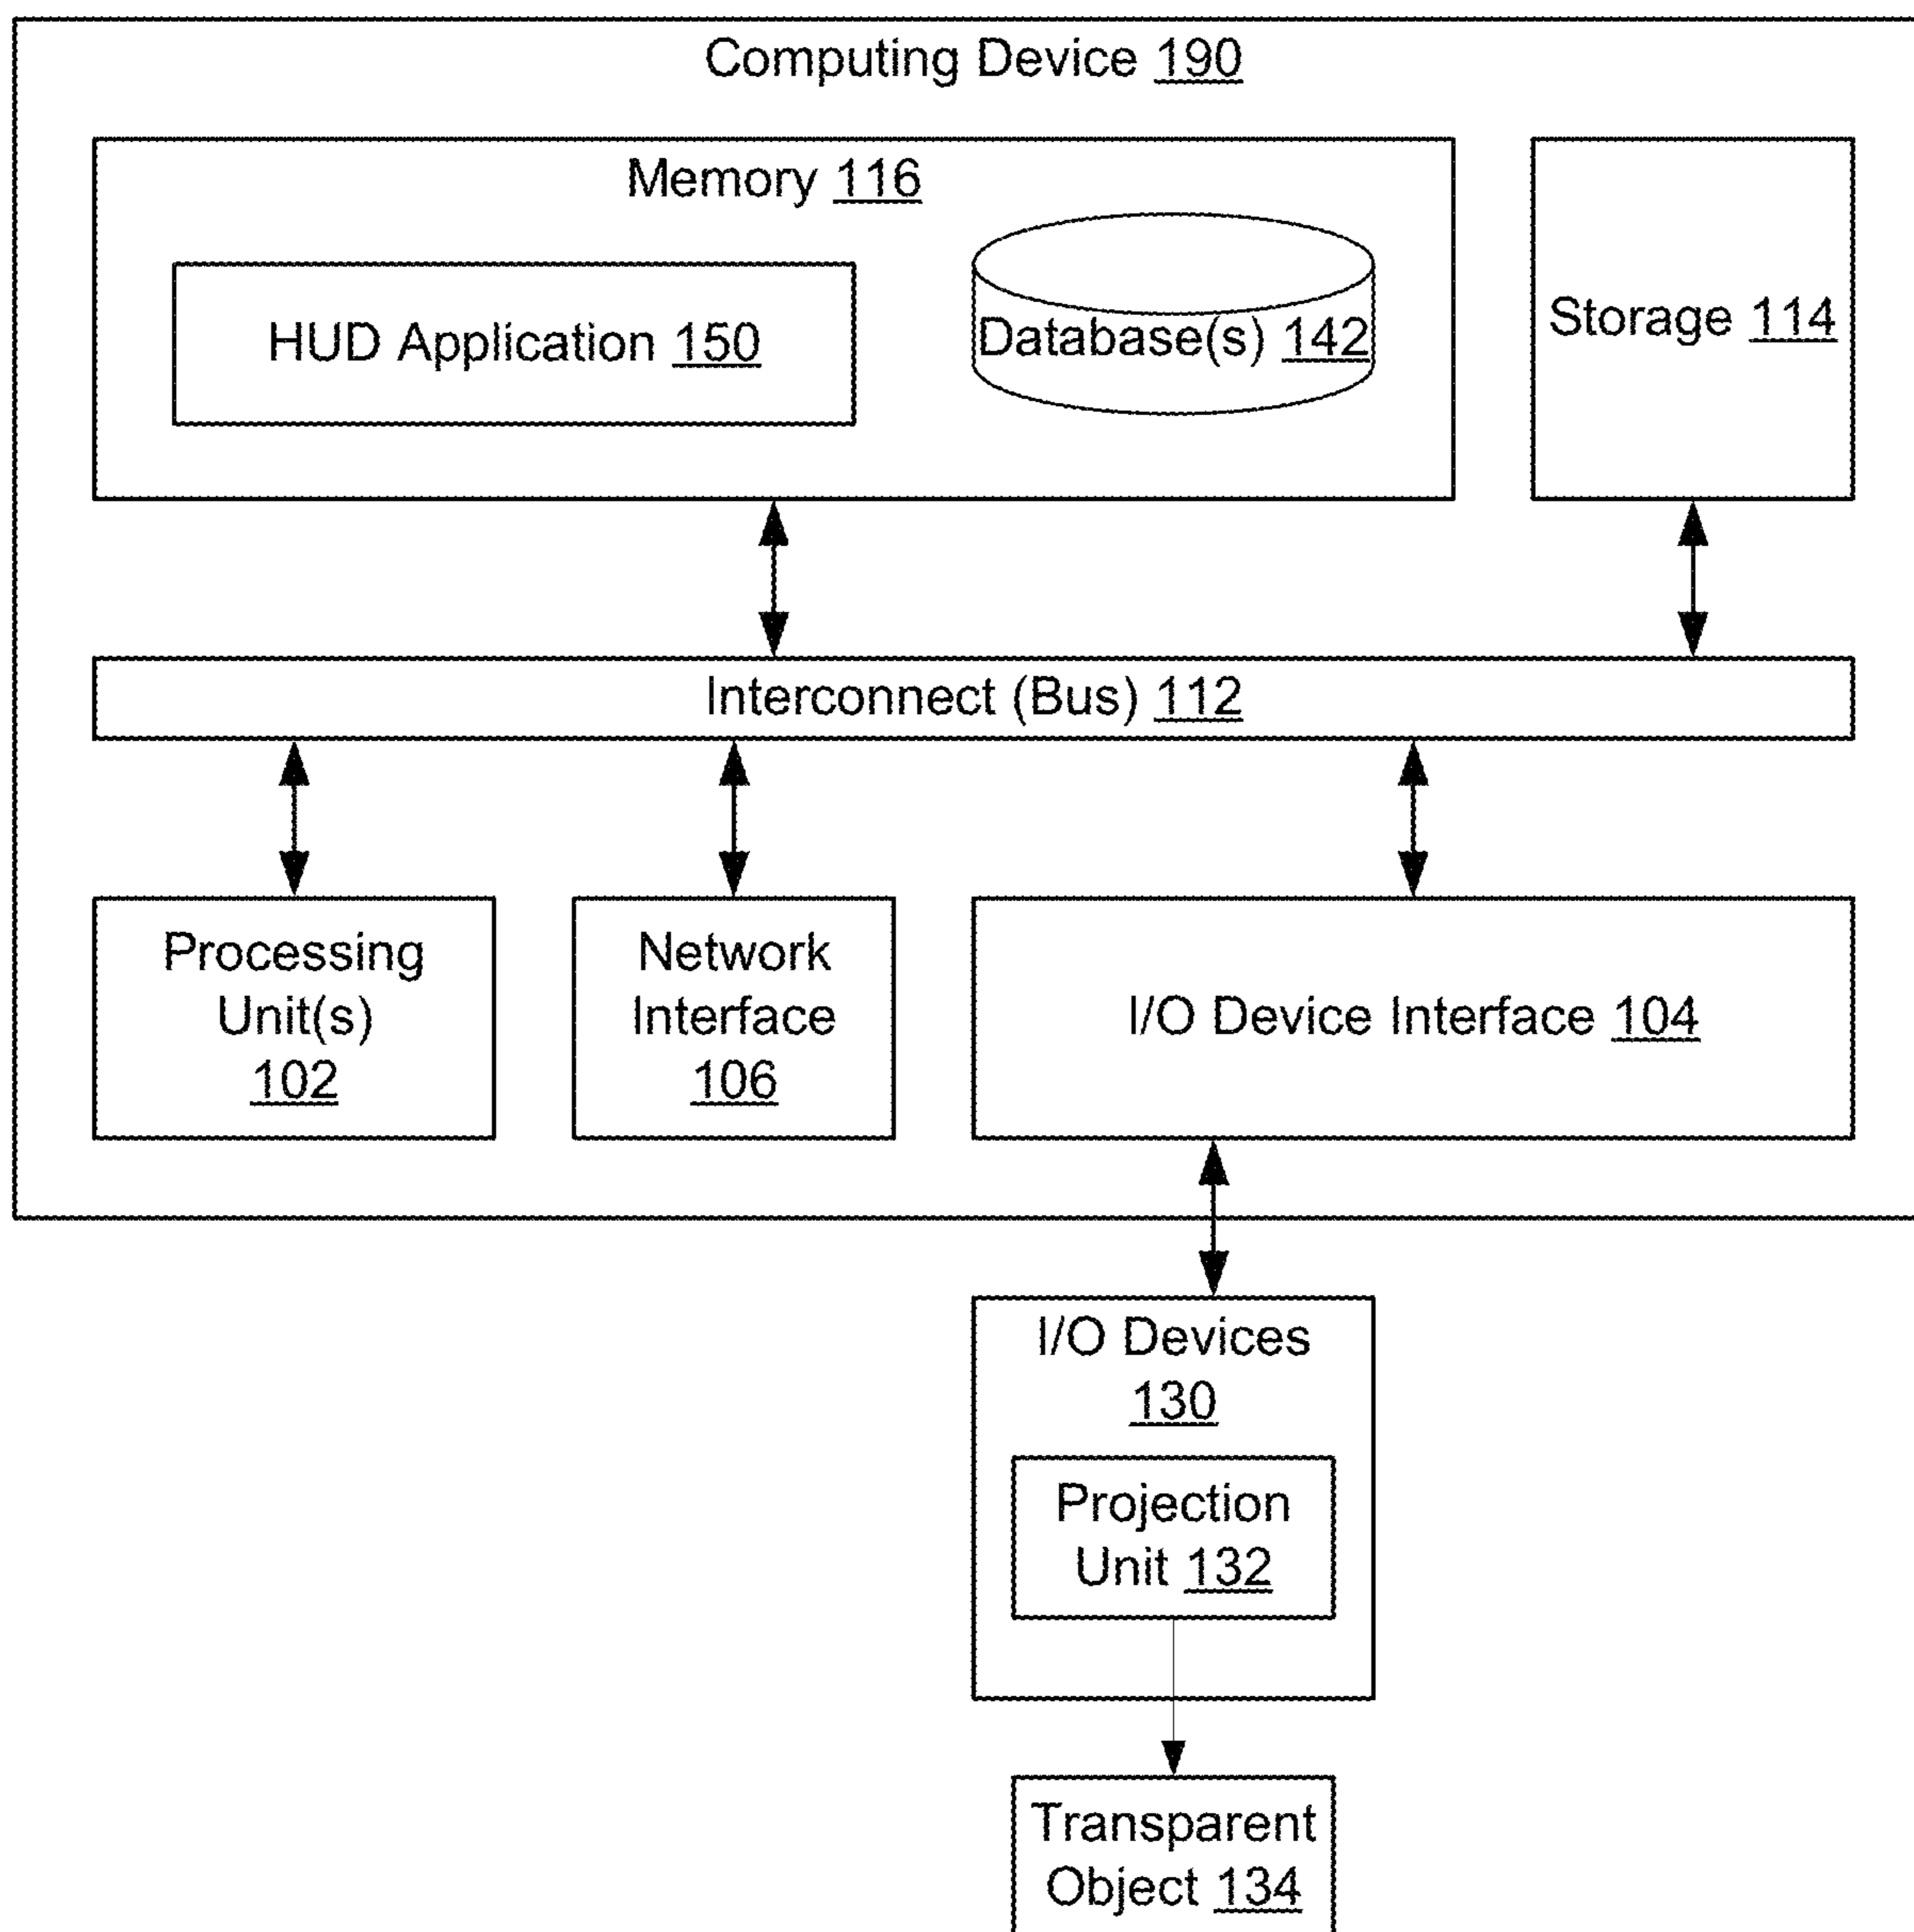 Computing Device 190
Memory 116
HUD Application 150
Database(s) 142
Storage 114
Interconnect (Bus) 112
Processing
Unit(s)
102
Network
Interface
106
I/O Device Interface 104
I/O Devices
130
Projection
Unit 132
Transparent
Object 134